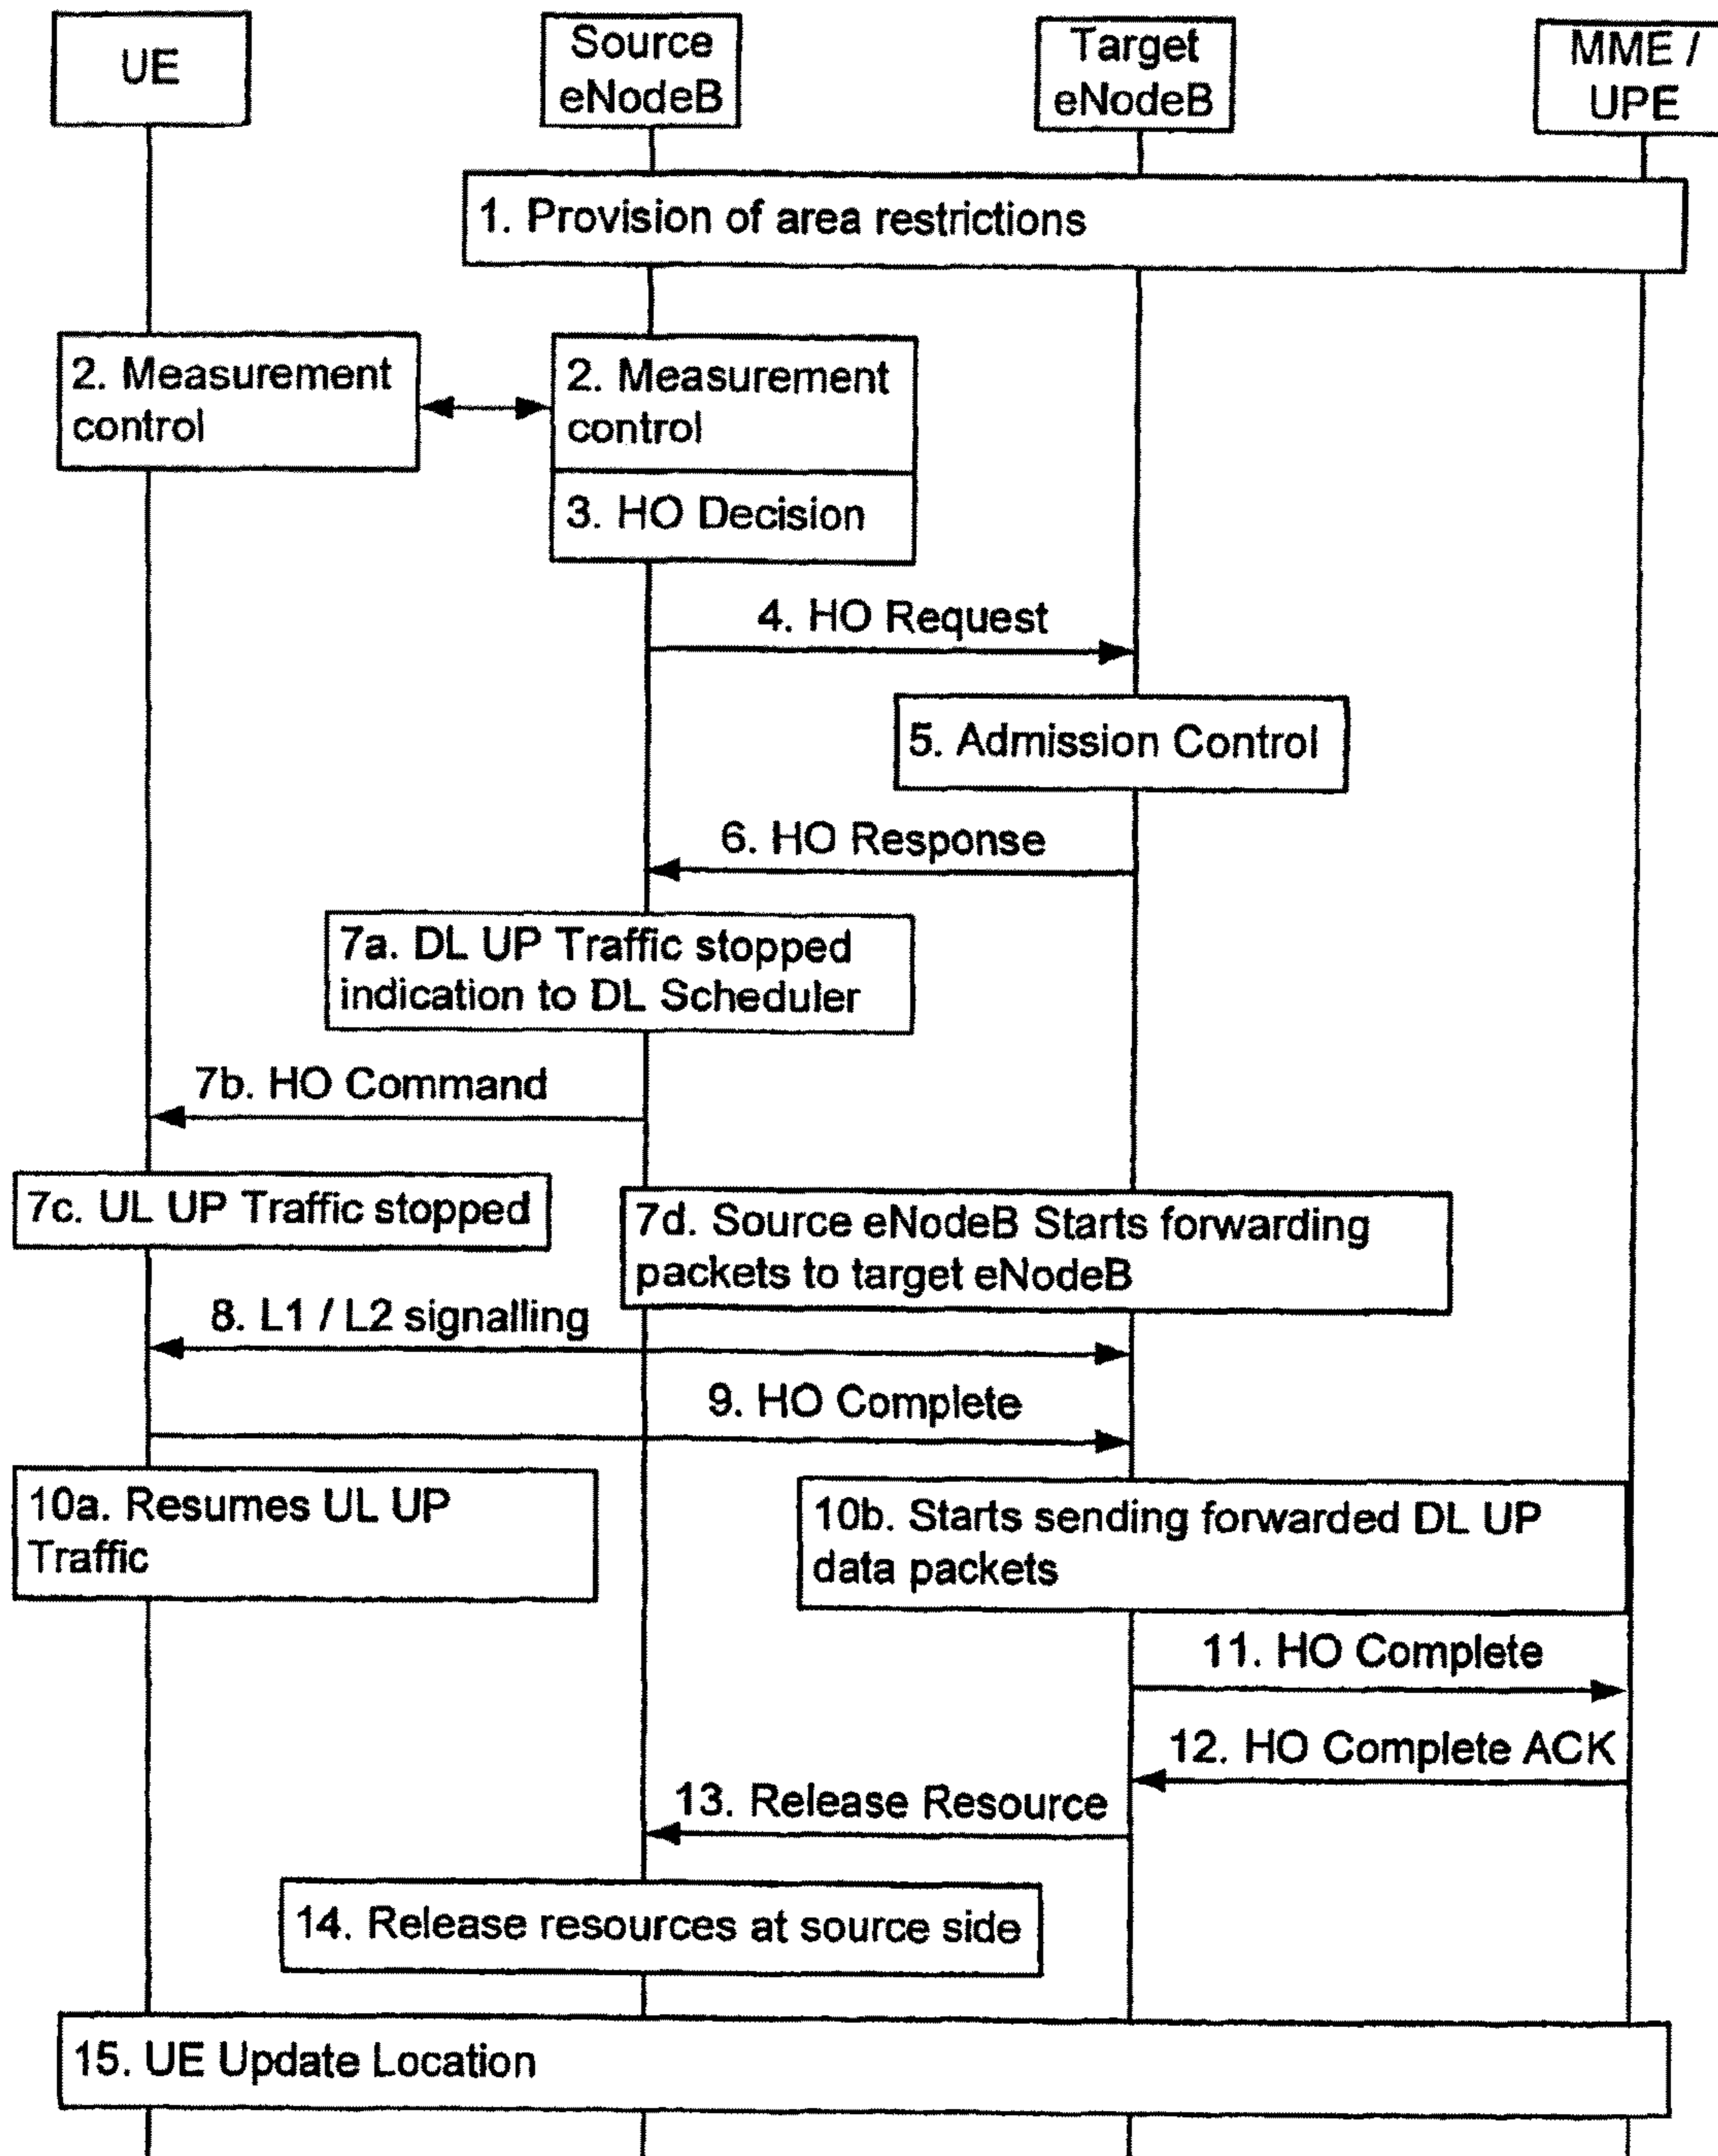 UE
Source
eNodeB
Target
eNodeB
MME /
UPE
1. Provision of area restrictions
2. Measurement
control
2. Measurement
control
3. HO Decision
4. HO Request
5. Admission Control
6. HO Response
7a. DL UP Traffic stopped
indication to DL Scheduler
7b. HO Command
7c. UL UP Traffic stopped
7d. Source eNodeB Starts forwarding
packets to target eNodeB
8. L1 / L2 signalling
9. HO Complete
10a. Resumes UL UP
Traffic
10b. Starts sending forwarded DL UP
data packets
11. HO Complete
12. HO Complete ACK
13. Release Resource
14. Release resources at source side
15. UE Update Location